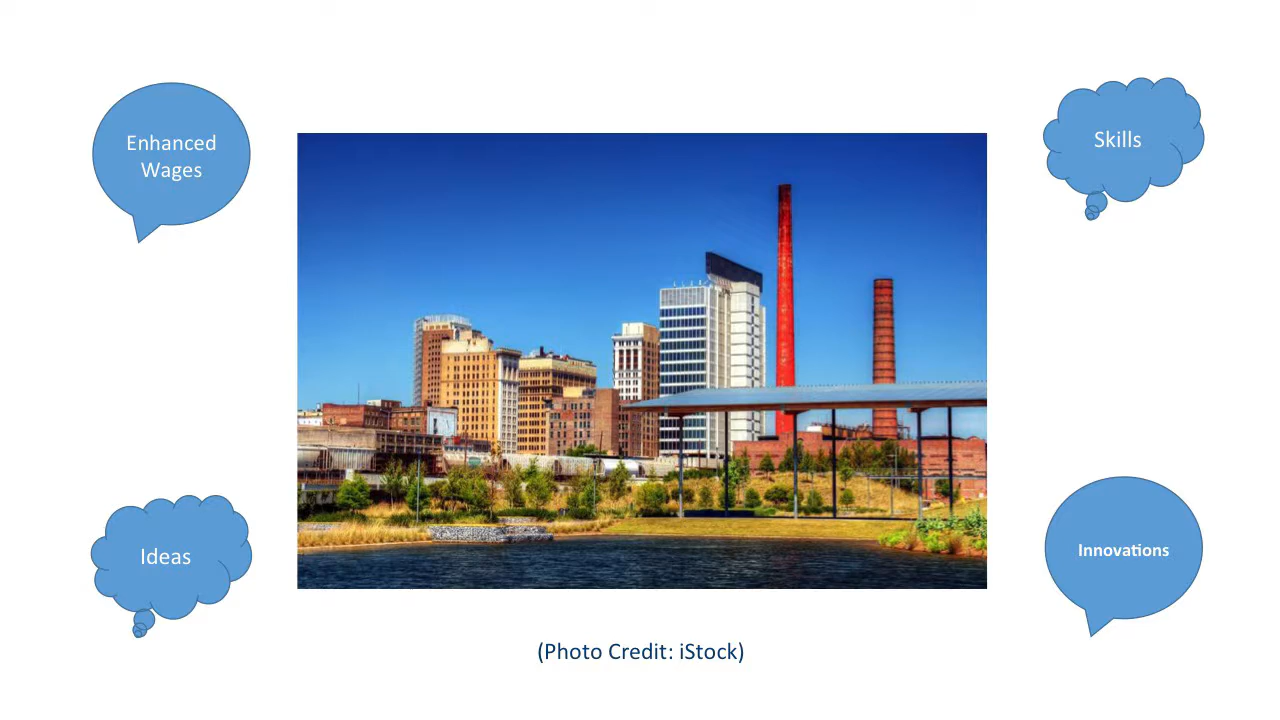 Enhanced
Wages
Skills
Ideas
Innovations
(Photo Credit: iStock)